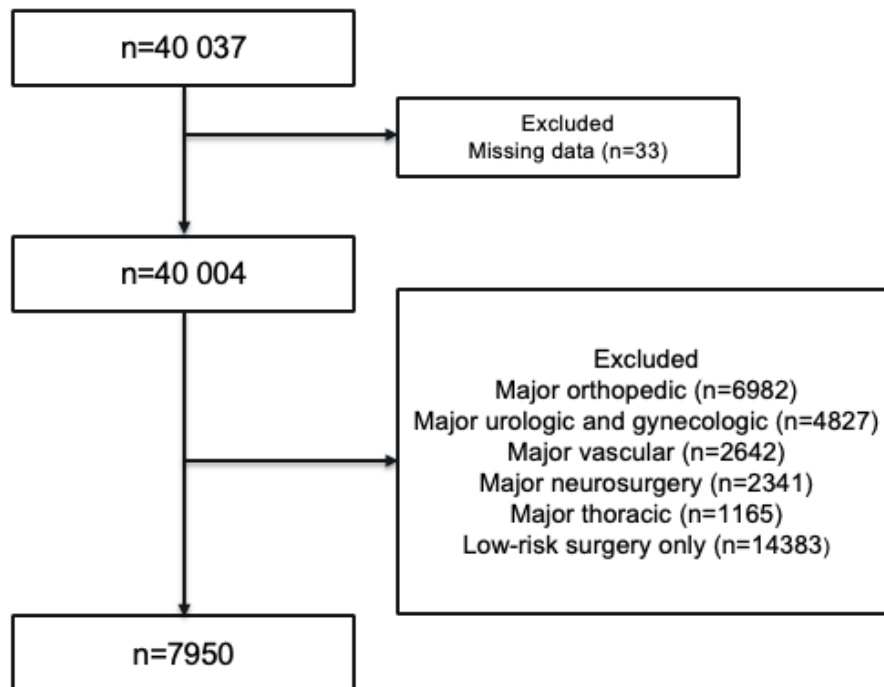 n=40 037
Excluded
Missing data (n=33)
n=40 004
Excluded
Major orthopedic (n=6982)
Major urologic and gynecologic (n=4827)
Major vascular (n=2642)
Major neurosurgery (n=2341)
Major thoracic (n=1165)
Low-risk surgery only (n=14383)
n=7950